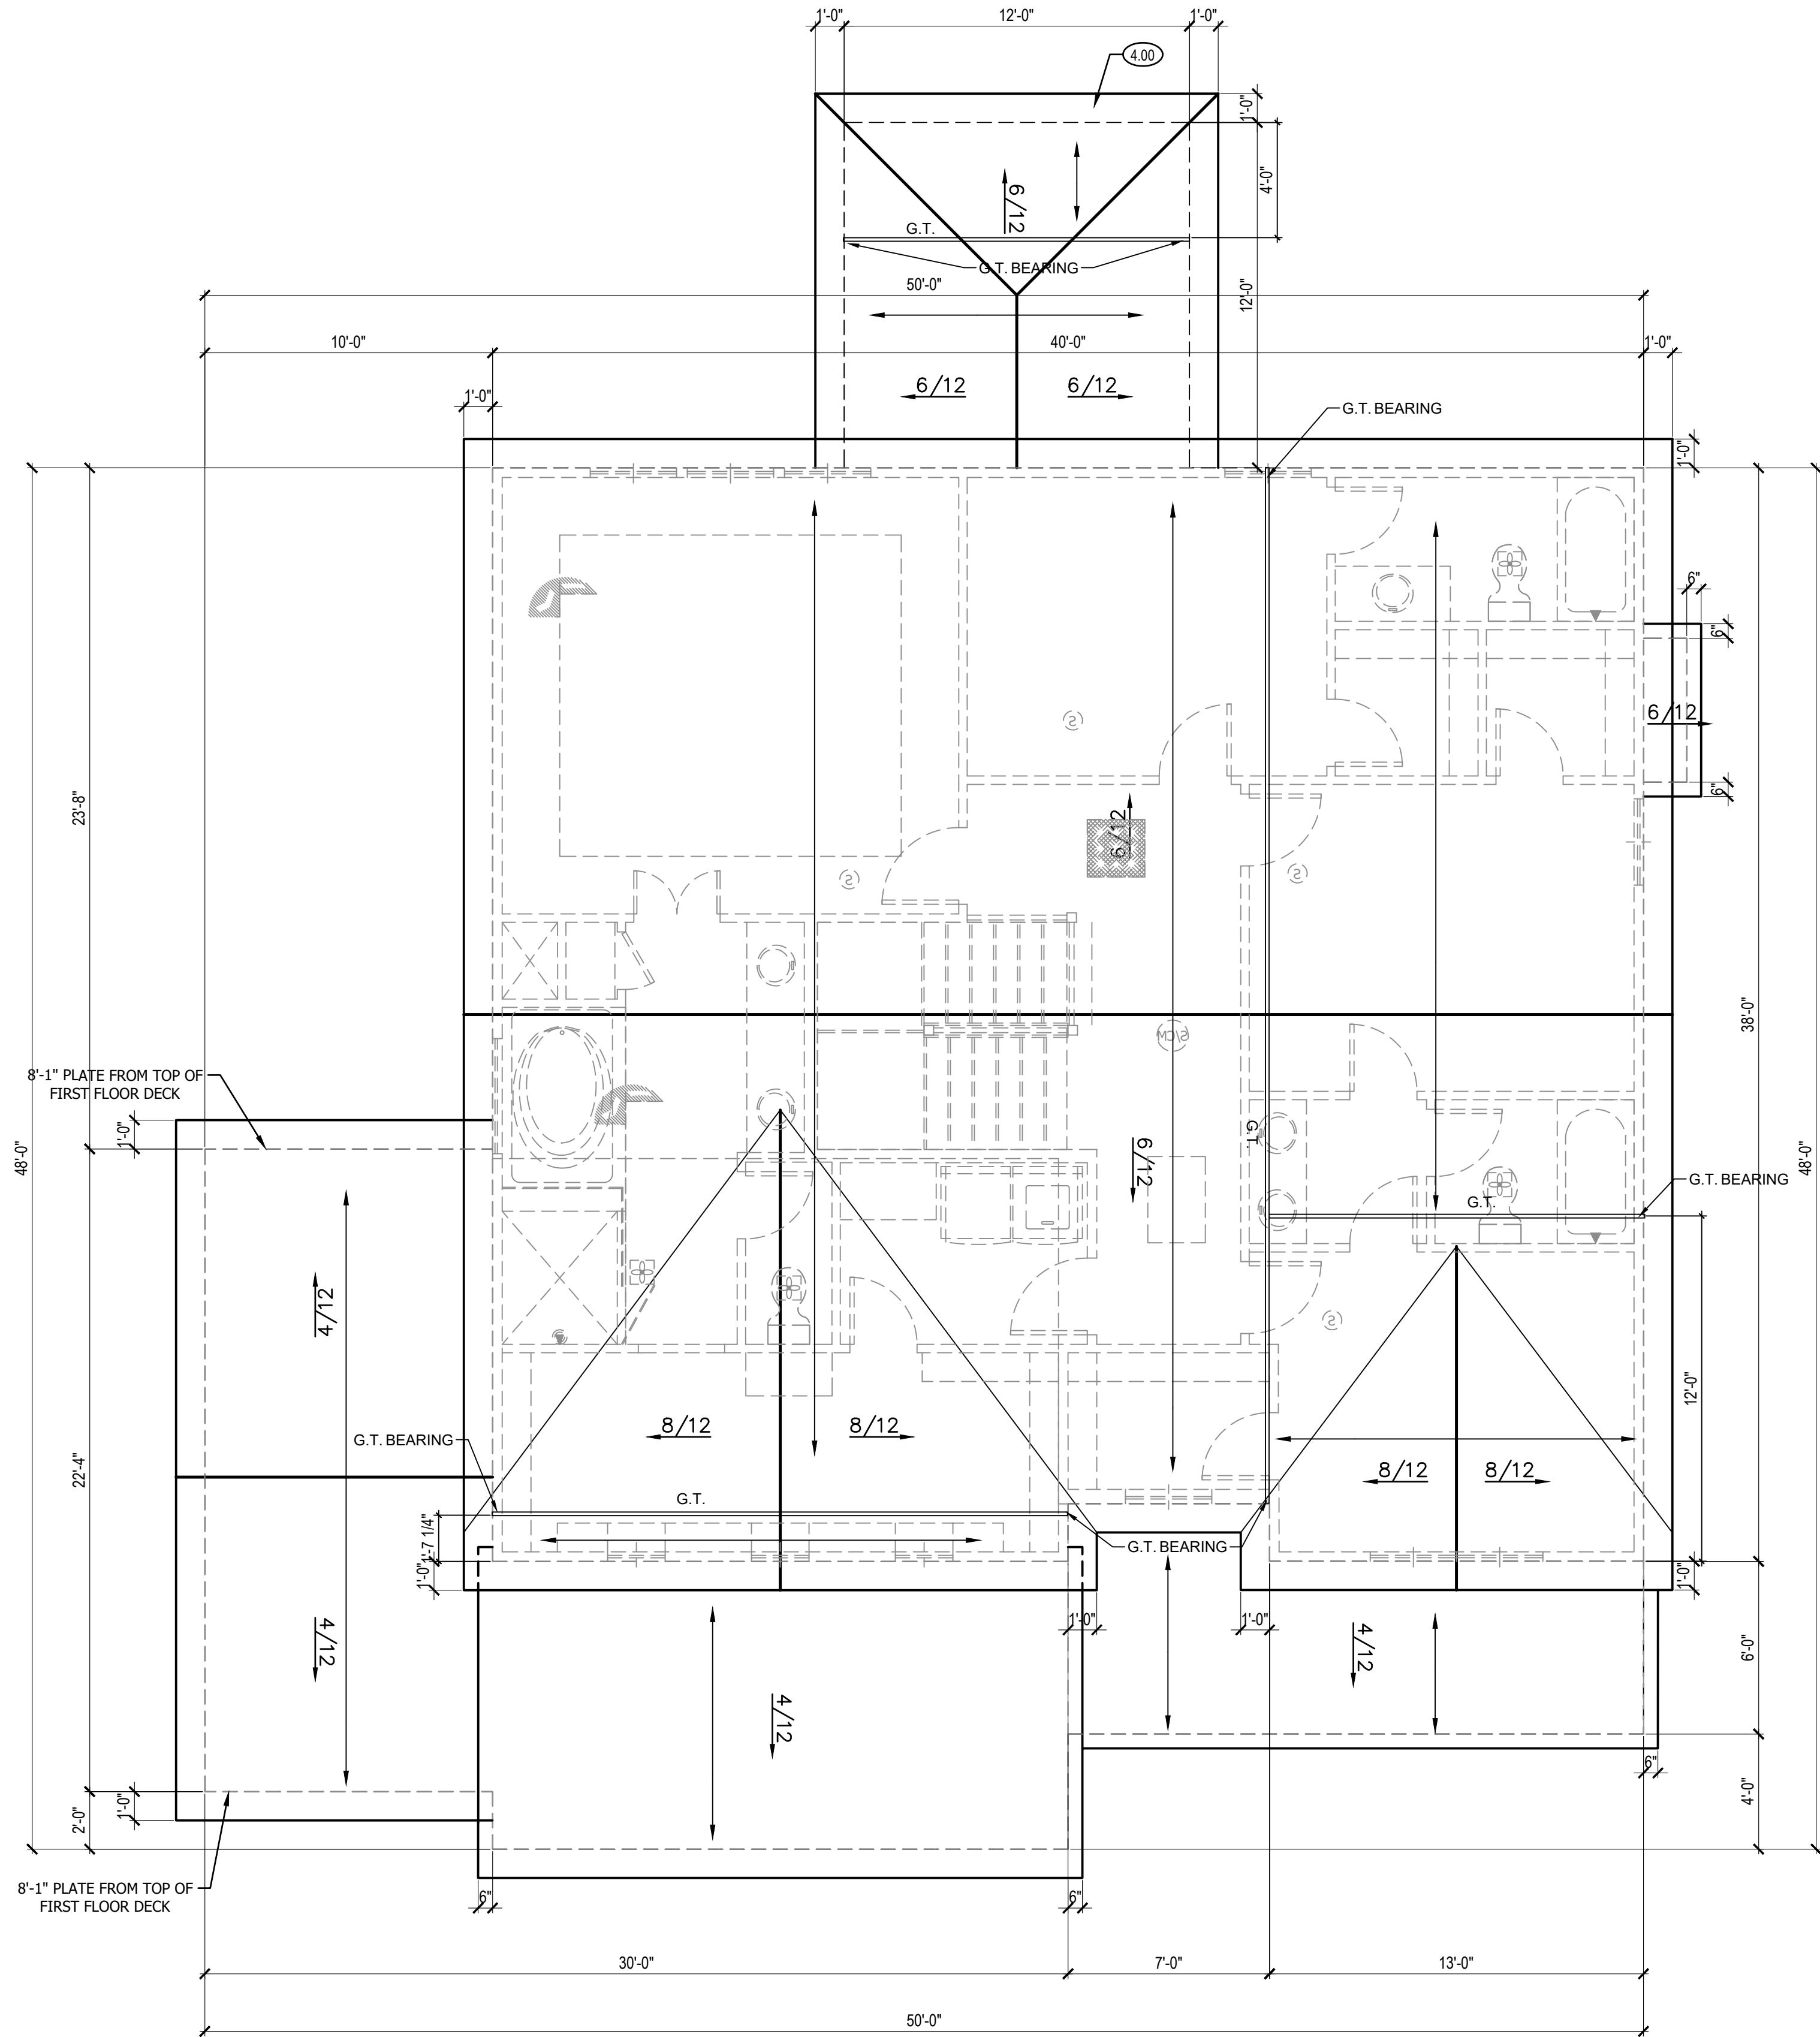 1'-0"
12'-0"
1'-0"
4.00
1'-0"
4'-0"
6/12
G.T.
G.T. BEARING
50'-0"
12'-0"
10'-0"
40'-0"
1'-0"
1'-0"
6/12
6/12
G.T. BEARING
1'-0"
6"
6"
6/12
6"
S
23'-8"
6/12
S
S
38'-0"
S/CM
8'-1" PLATE FROM TOP OF
FIRST FLOOR DECK
1'-0"
48'-0"
6/12
G.T.
48'-0"
G.T. BEARING
G.T.
4/12
S
12'-0"
8/12
8/12
G.T. BEARING
8/12
8/12
22'-4"
G.T.
1'-7 1/4"
G.T. BEARING
1'-0"
1'-0"
1'-0"
1'-0"
4/12
4/12
6'-0"
4/12
6"
4'-0"
1'-0"
2'-0"
8'-1" PLATE FROM TOP OF
FIRST FLOOR DECK
6"
6"
30'-0"
7'-0"
13'-0"
50'-0"